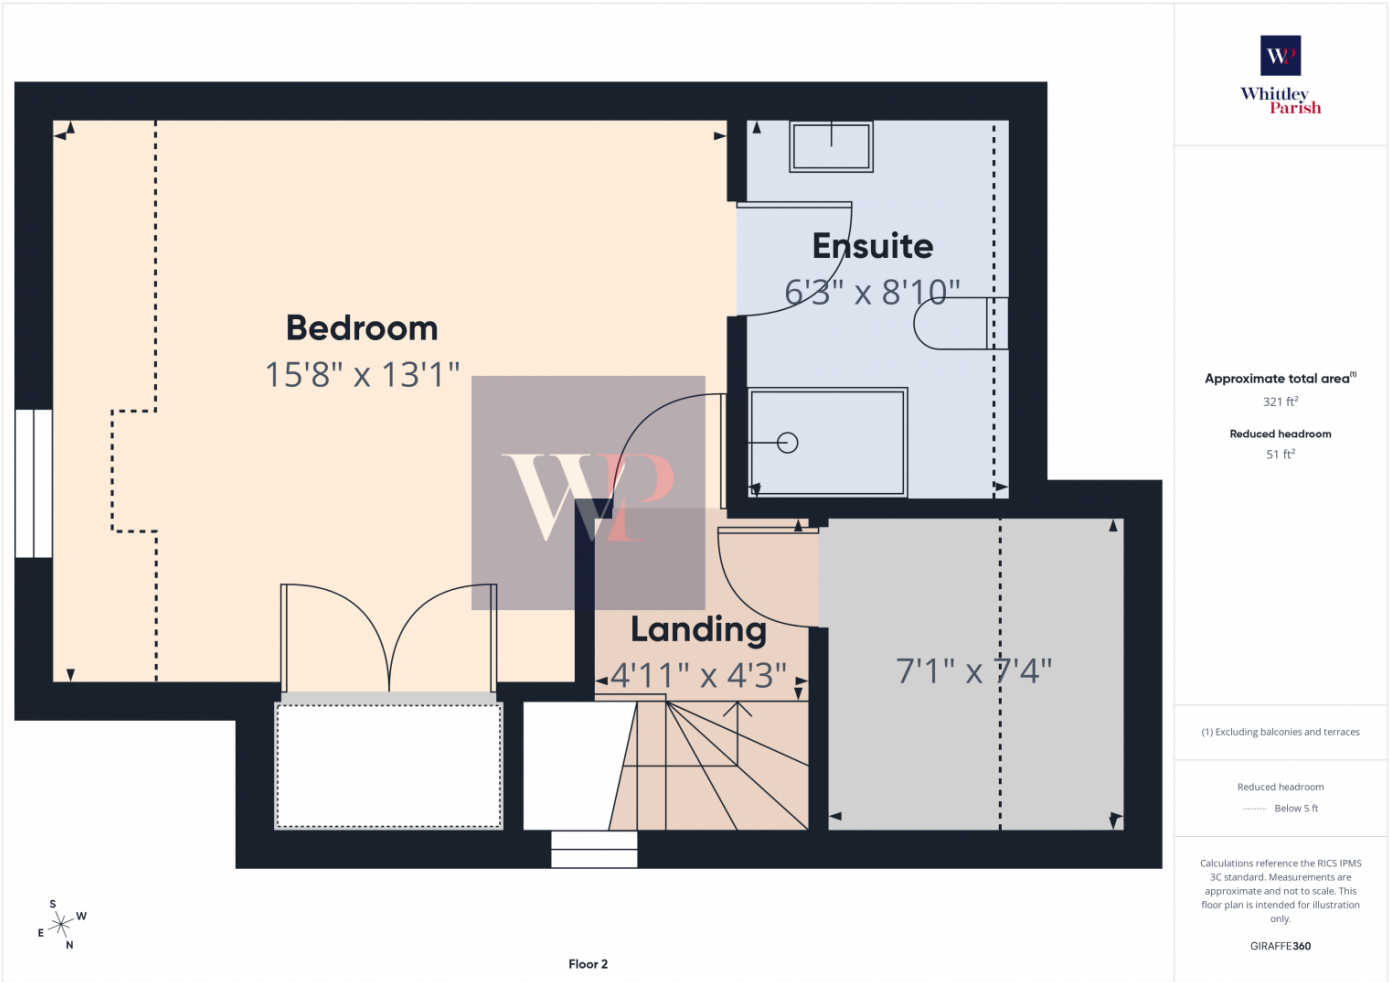 Bedroom
15'8" x 13'1"
Ensuite
6'3" x 8'10"
WP
Landing
4'11" x 4'3"
7'1" x 7'4"
S
W
E
N
Floor 2
WP
Whittley
Parish
Approximate total area(1)
321 ft²
Reduced headroom
51 ft²
(1) Excluding balconies and terraces
Reduced headroom
Below 5 ft
Calculations reference the RICS IPMS
3C standard. Measurements are
approximate and not to scale. This
floor plan is intended for illustration
only.
GIRAFFE360